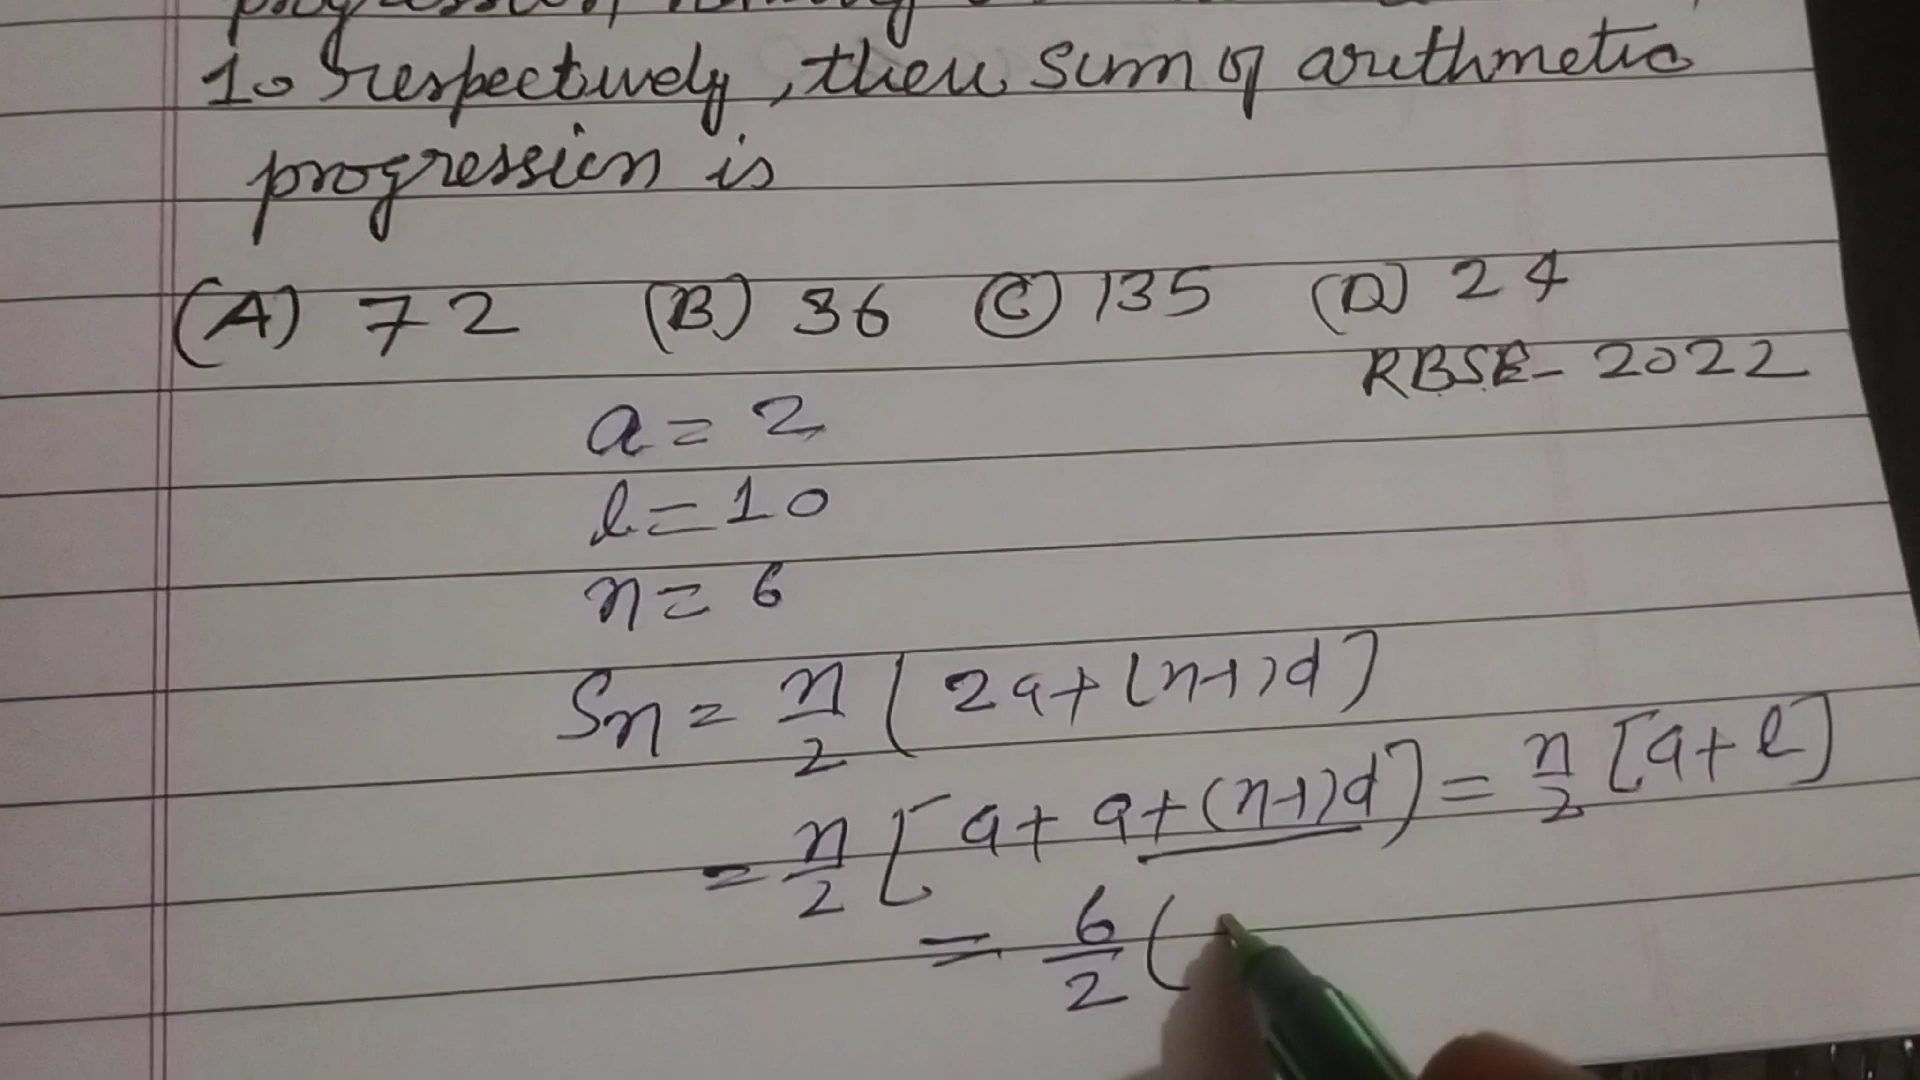 10 respectively, then sum of arithmetic
progression is
(A) 72 (B) 36 (C) 135 (D) 24
RBSE- 2022
a = 2
l = 10
n = 6
Sn = n/2 [2a+(n-1)d]
= n/2 [a+a+(n-1)d] = n/2 [a+l]
= 6/2 (